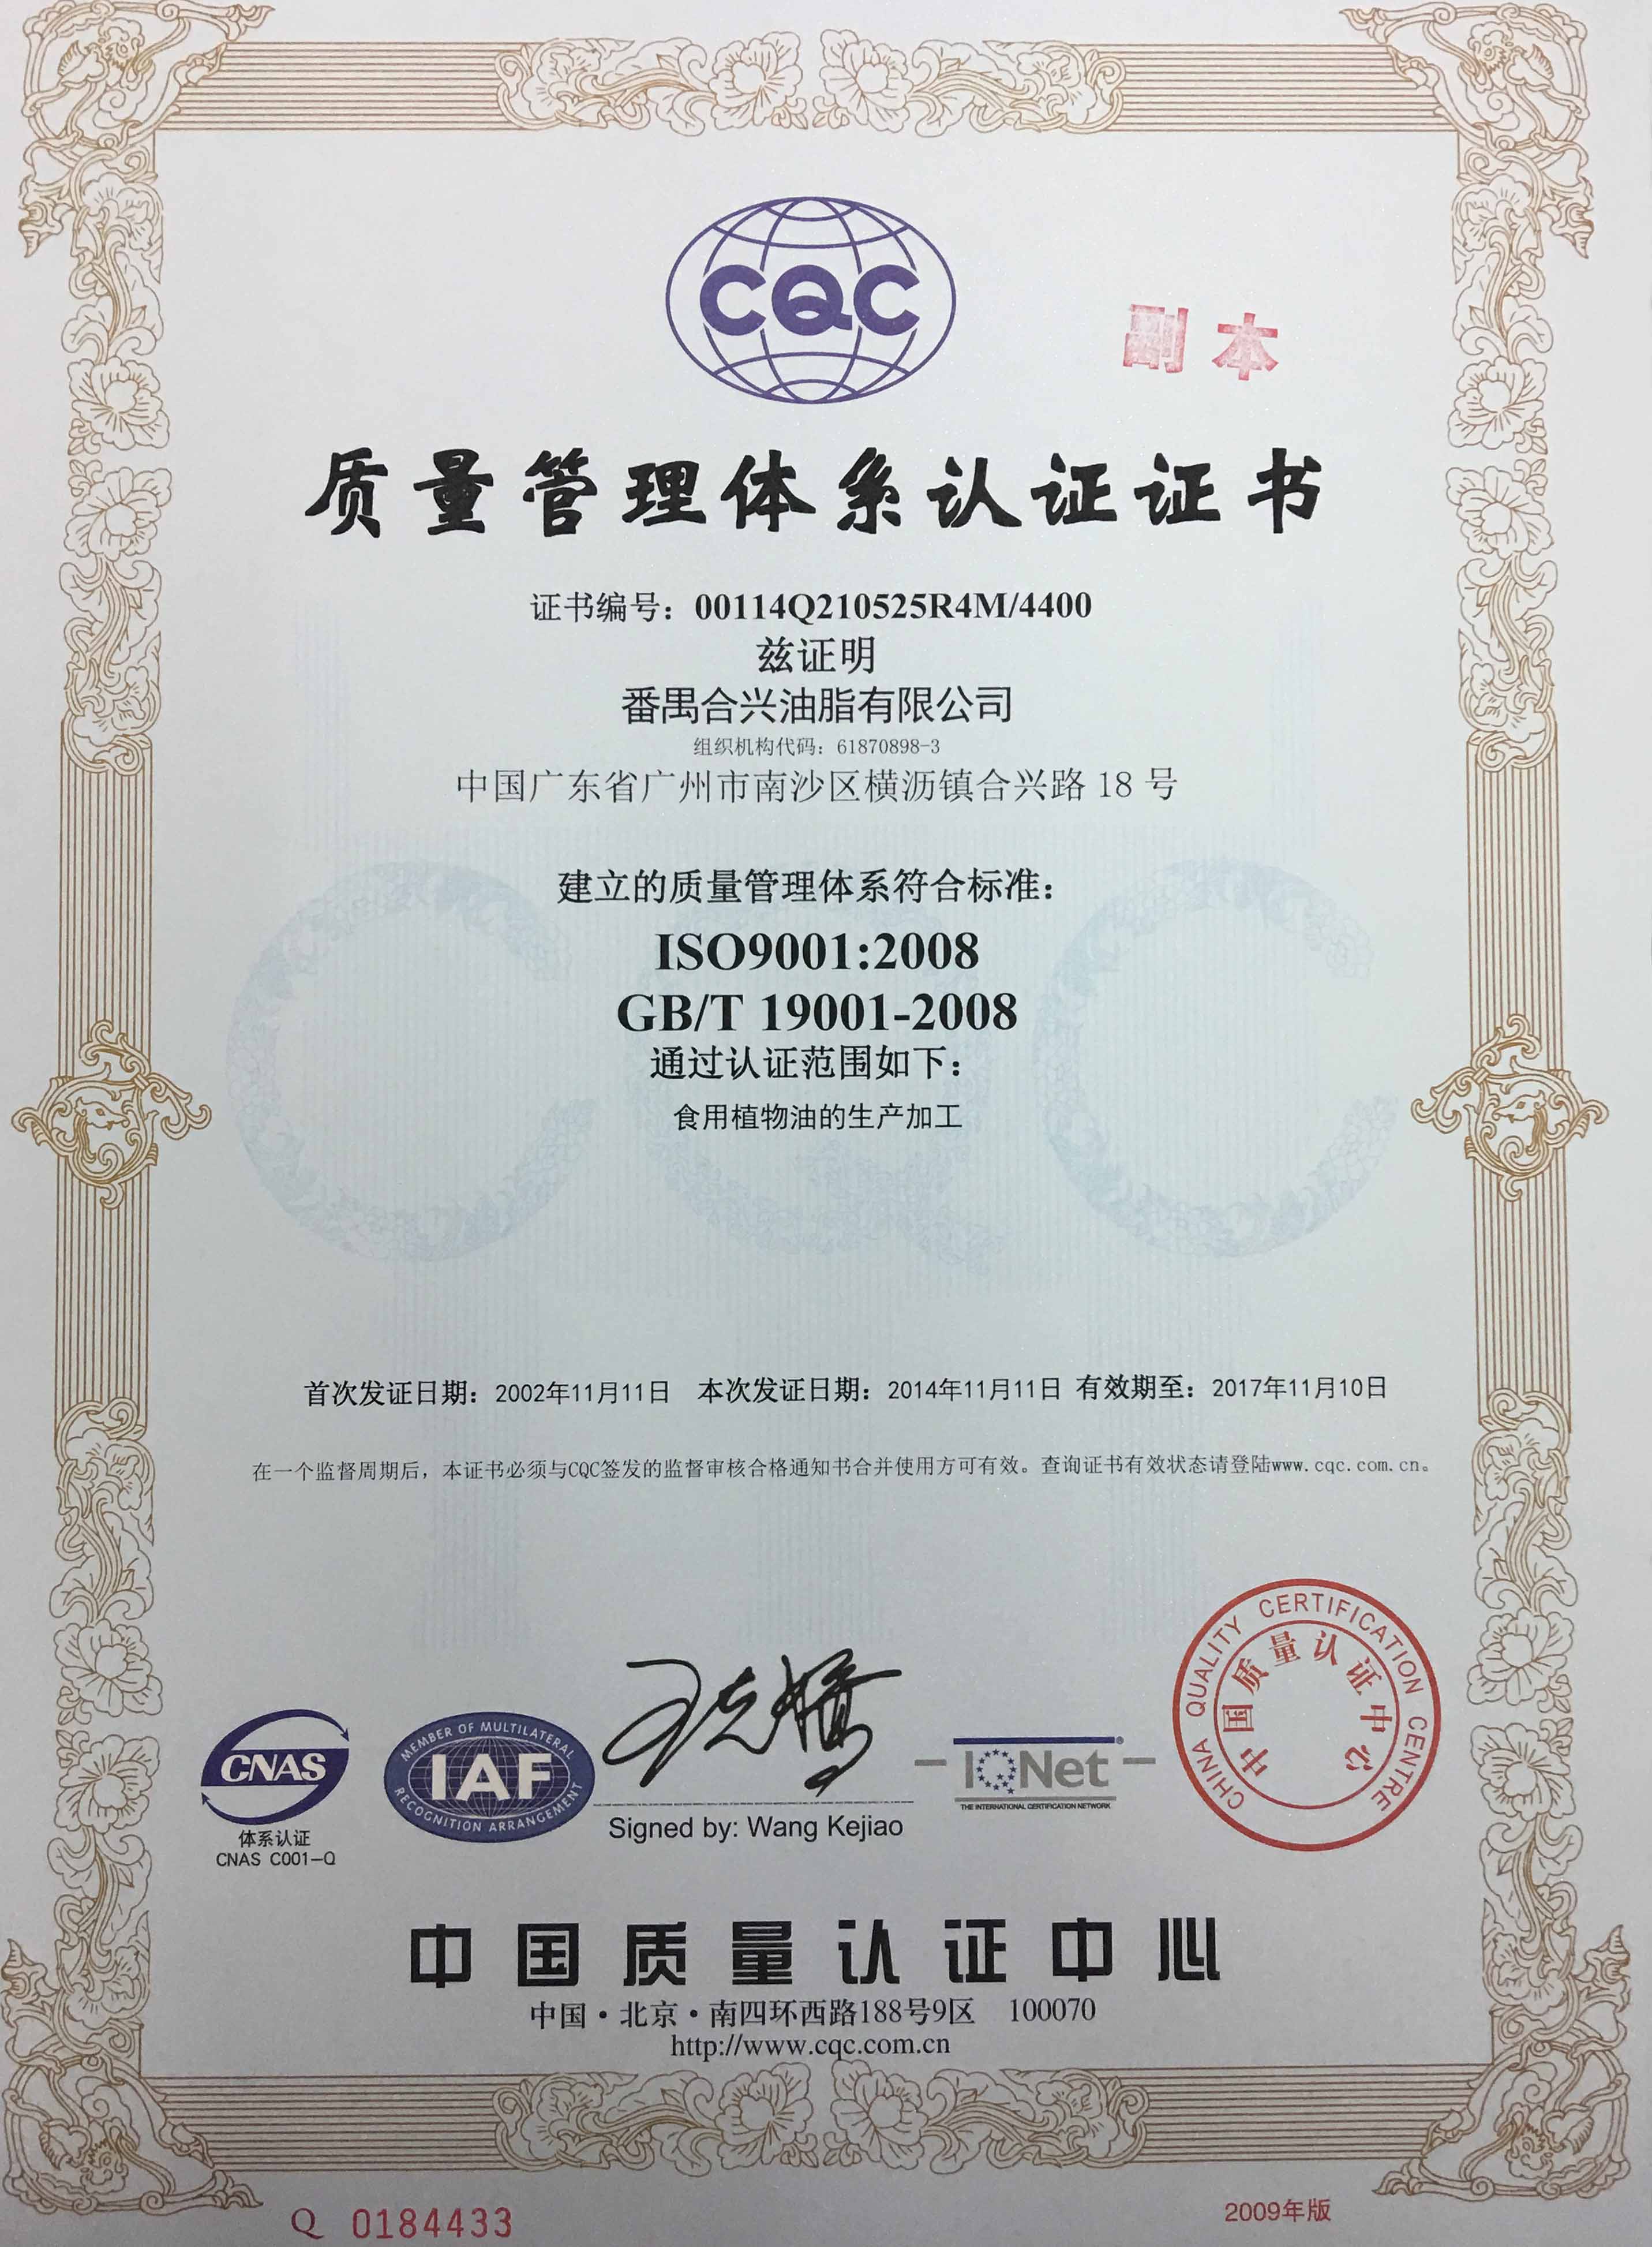 CQC
副本
质量管理体系认证证书
证书编号：00114Q210525R4M/4400
兹证明
番禺合兴油脂有限公司
组织机构代码：61870898-3
中国广东省广州市南沙区横沥镇合兴路 18 号
建立的质量管理体系符合标准：
ISO9001:2008
GB/T 19001-2008
通过认证范围如下：
食用植物油的生产加工
首次发证日期：2002年11月11日 本次发证日期：2014年11月11日 有效期至：2017年11月10日
在一个监督周期后，本证书必须与CQC签发的监督审核合格通知书合并使用方可有效。查询证书有效状态请登陆www.cqc.com.cn。
CNAS
体系认证
CNAS C001-Q
MEMBER OF MULTILATERAL
IAF
RECOGNITION ARRANGEMENT
王克娇
Signed by: Wang Kejiao
IQNet
THE INTERNATIONAL CERTIFICATION NETWORK
CHINA QUALITY CERTIFICATION CENTRE
中国质量认证中心
中国质量认证中心
中国·北京·南四环西路188号9区 100070
http://www.cqc.com.cn
Q 0184433
2009年版